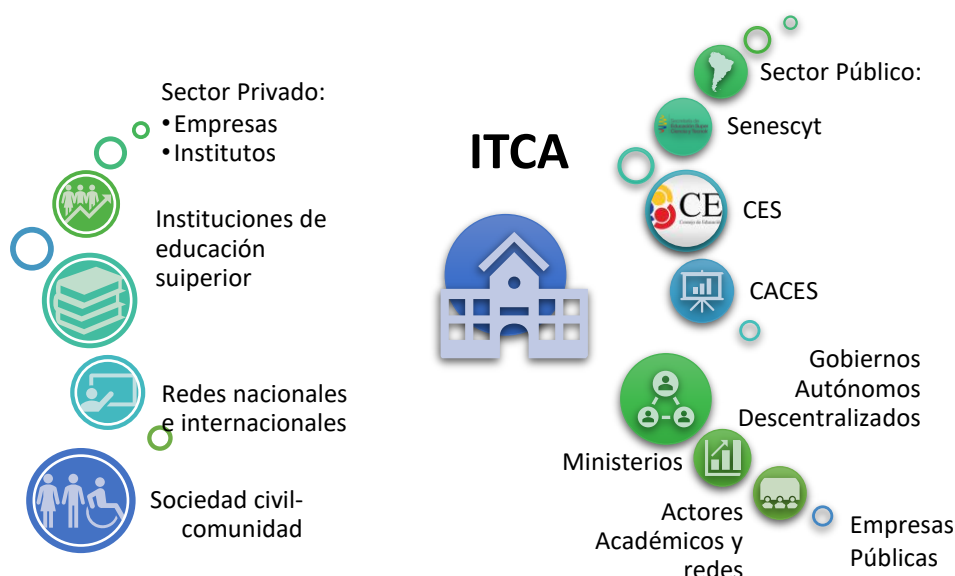 Sector Privado:
• Empresas
• Institutos
Instituciones de
educación
suiperior
Redes nacionales
e internacionales
Sociedad civil-
comunidad
ITCA
Sector Público:
Senescyt
CE
CES
CACES
Gobiernos
Autónomos
Descentralizados
Ministerios
Actores
Académicos y
redes
Empresas
Públicas